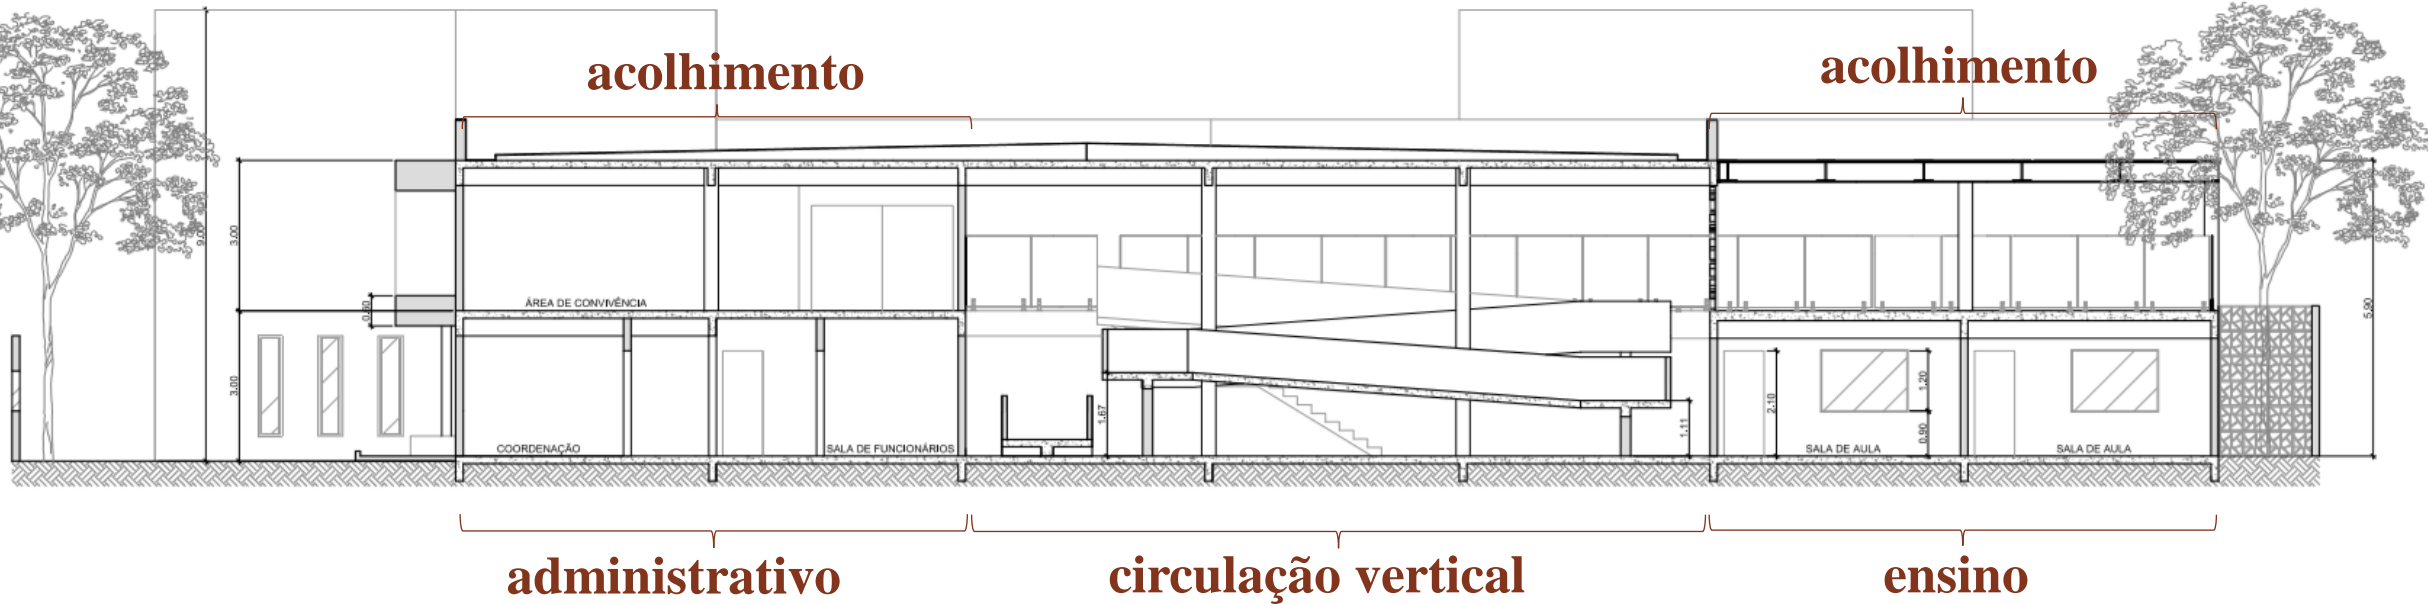 acolhimento
acolhimento
9,00
3,00
0,60
ÁREA DE CONVIVÊNCIA
5,90
3,00
1,67
1,11
2,10
1,20
0,90
COORDENAÇÃO
SALA DE FUNCIONÁRIOS
SALA DE AULA
SALA DE AULA
administrativo
circulação vertical
ensino